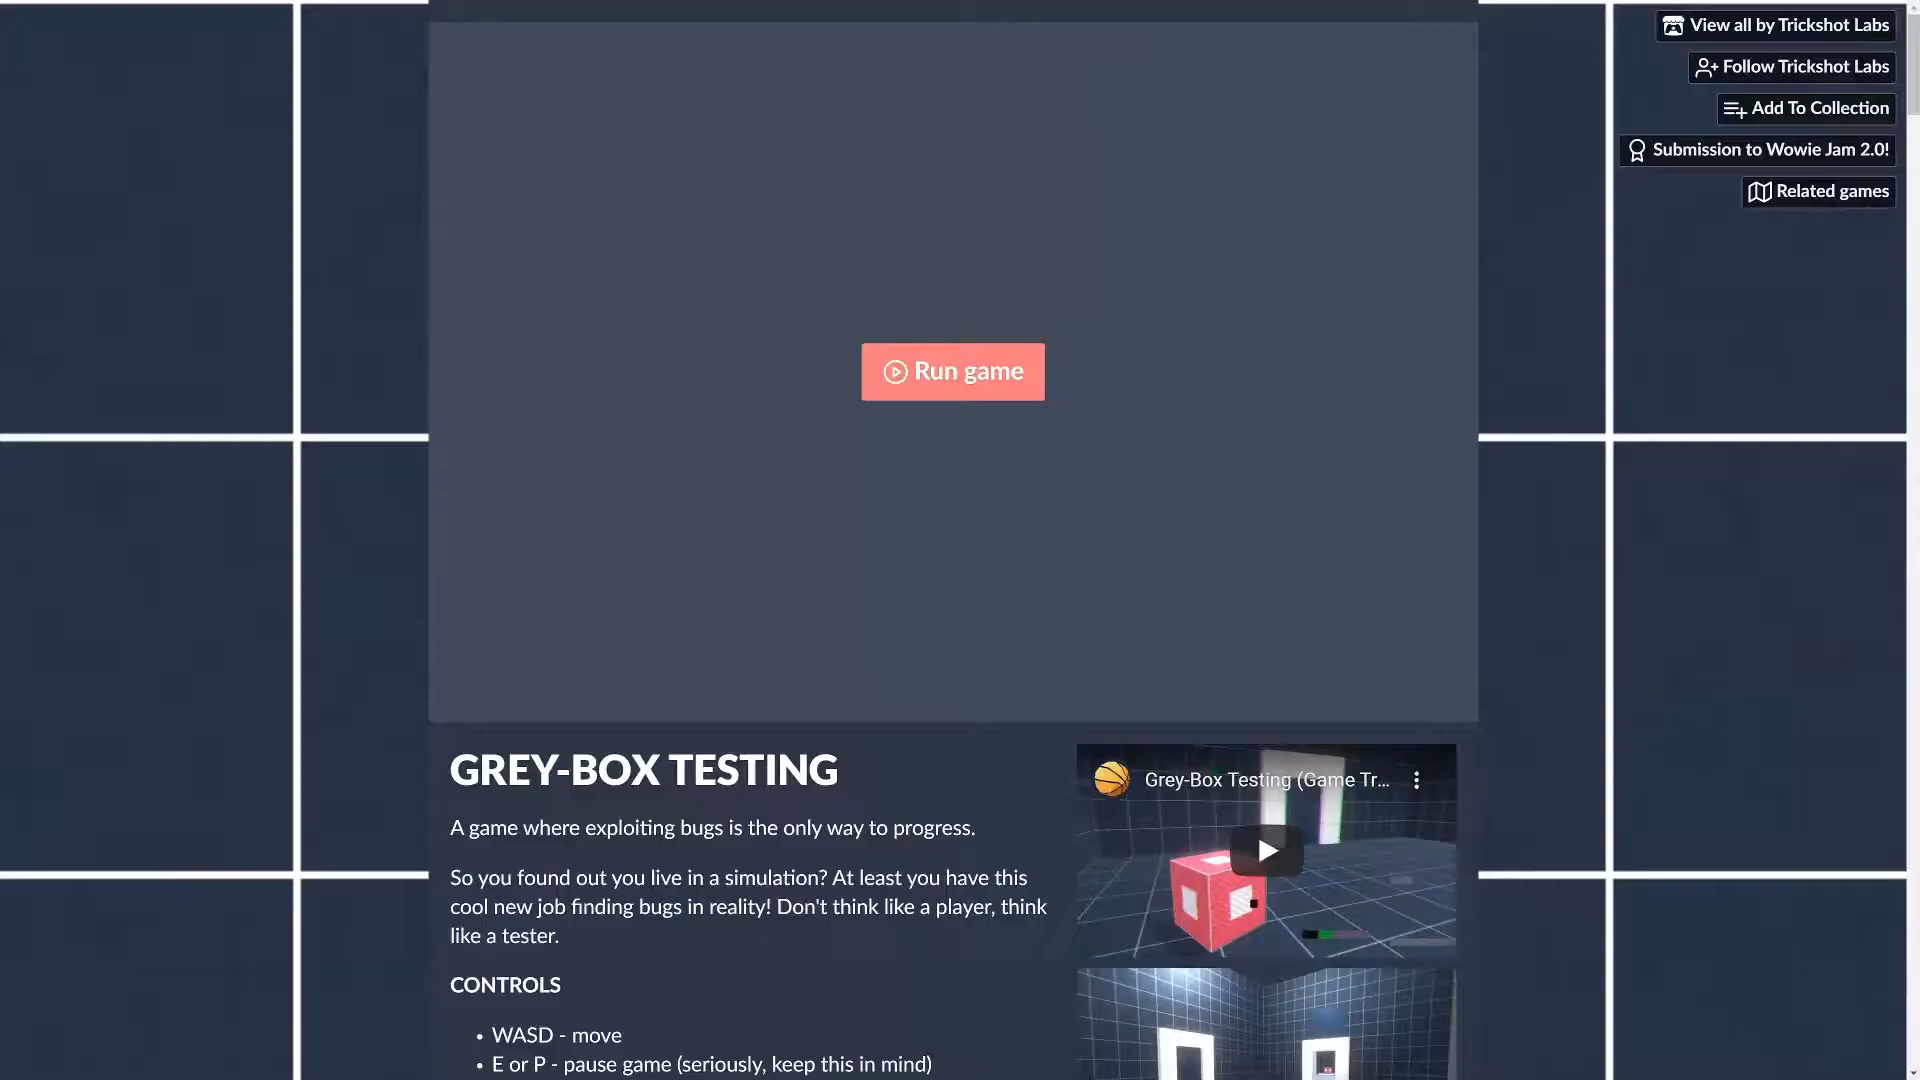 View all by Trickshot Labs
Follow Trickshot Labs
Add To Collection
Submission to Wowie Jam 2.0!
Related games
Run game
GREY-BOX TESTING
A game where exploiting bugs is the only way to progress.
So you found out you live in a simulation? At least you have this
cool new job finding bugs in reality! Don't think like a player, think
like a tester.
CONTROLS
• WASD - move
• E or P - pause game (seriously, keep this in mind)
Grey-Box Testing (Game Tr...